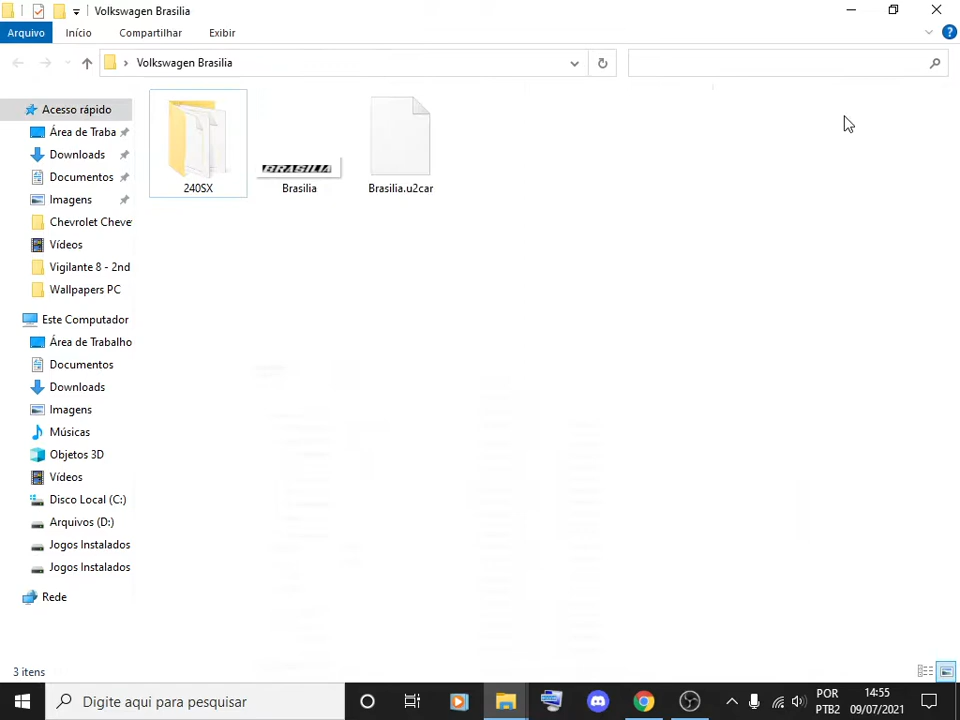 Volkswagen Brasilia
Arquivo Início Compartilhar Exibir
Volkswagen Brasilia
Acesso rápido
Área de Traba
Downloads
Documentos
Imagens
Chevrolet Cheve
Vídeos
Vigilante 8 - 2nd
Wallpapers PC
Este Computador
Área de Trabalho
Documentos
Downloads
Imagens
Músicas
Objetos 3D
Vídeos
Disco Local (C:)
Arquivos (D:)
Jogos Instalados
Jogos Instalados
Rede
BRASILIA
240SX Brasilia Brasilia.u2car
3 itens
Digite aqui para pesquisar
POR
PTB2
14:55
09/07/2021